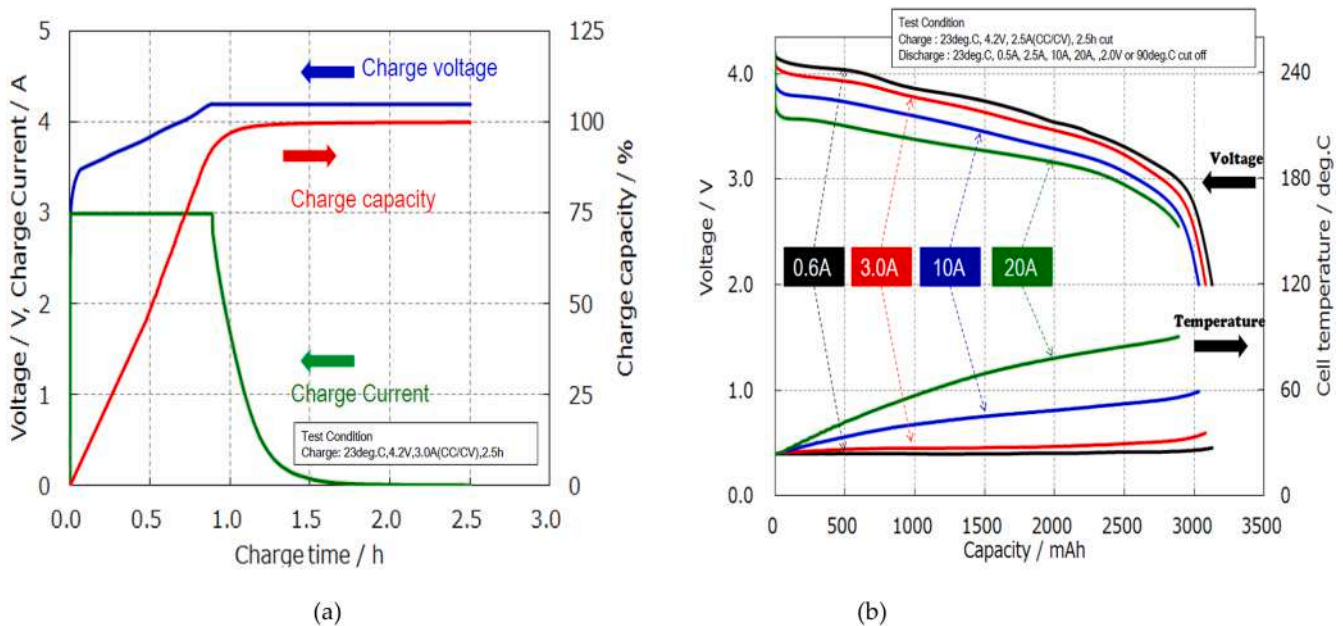 5
4
3
2
1
0
Voltage / V, Charge Current / A
125
100
75
50
25
0
Charge capacity / %
Charge voltage
Charge capacity
Charge Current
Test Condition
Charge: 23deg.C,4.2V,3.0A(CC/CV),2.5h
0.0 0.5 1.0 1.5 2.0 2.5 3.0
Charge time / h
(a)
Test Condition
Charge : 23deg.C, 4.2V, 2.5A(CC/CV), 2.5h cut
Discharge : 23deg.C, 0.5A, 2.5A, 10A, 20A, ,2.0V or 90deg.C cut off
4.0
3.0
2.0
1.0
0.0
Voltage / V
240
180
120
60
0
Cell temperature / deg.C
Voltage
0.6A 3.0A 10A 20A
Temperature
0 500 1000 1500 2000 2500 3000 3500
Capacity / mAh
(b)